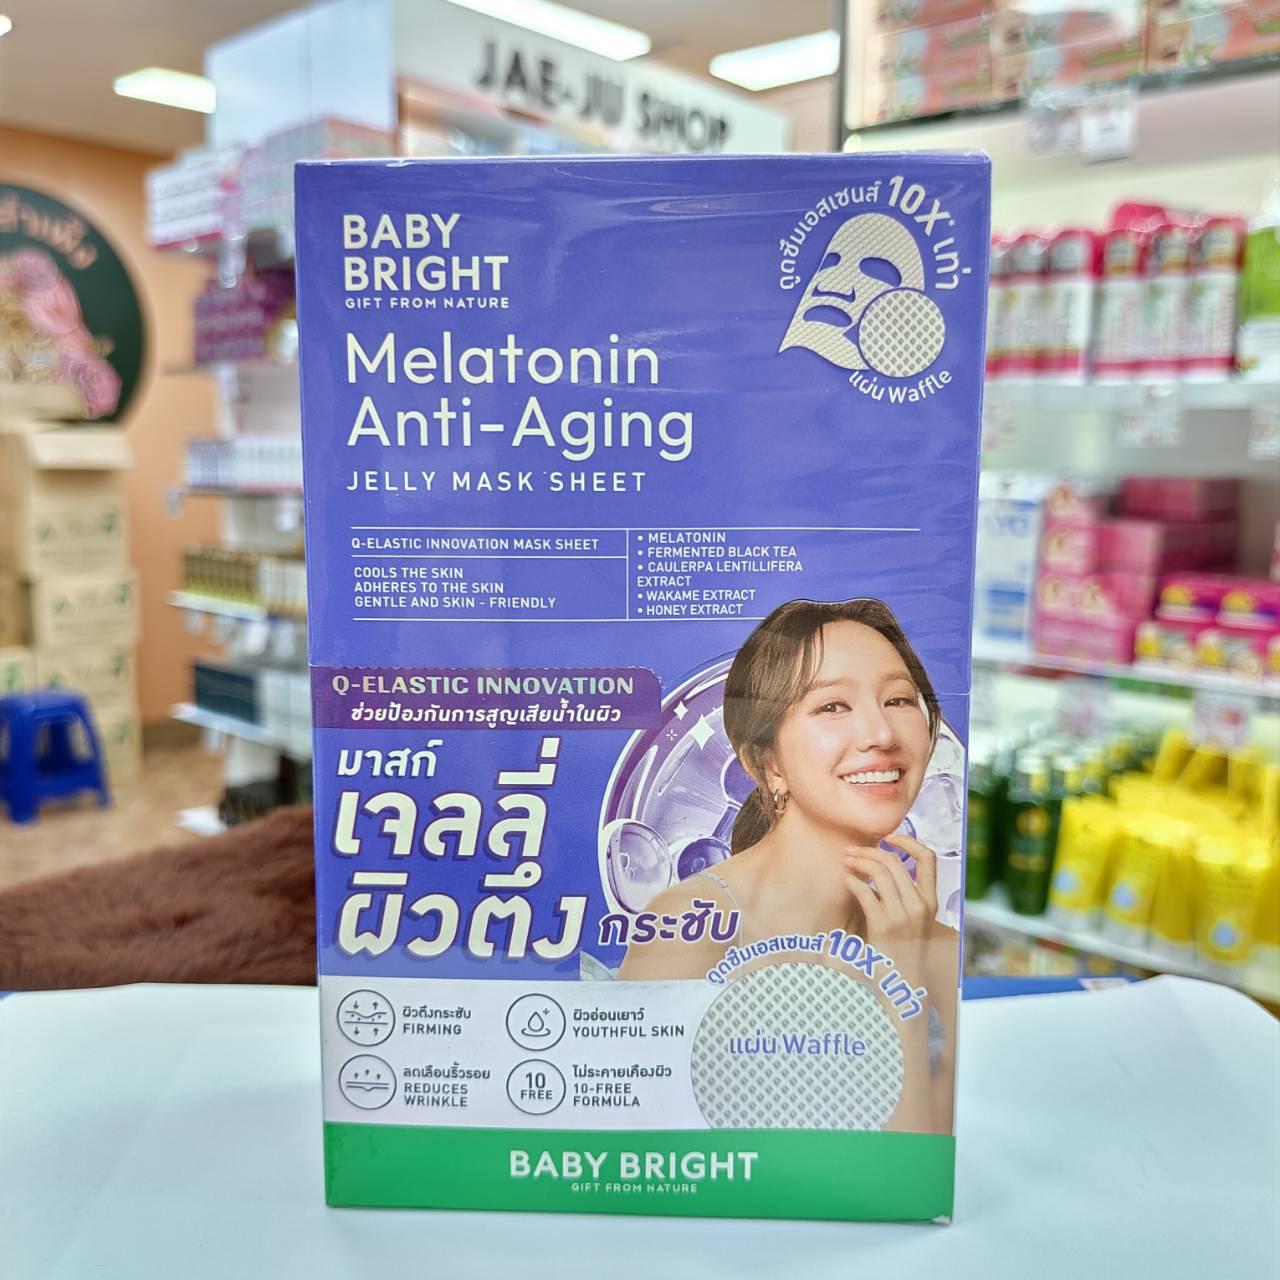 JAE-JU SHOP
BABY
BRIGHT
GIFT FROM NATURE
Melatonin
Anti-Aging
JELLY MASK SHEET
ดูดซึมเอสเซนส์ 10X* เท่า
แผ่น Waffle
Q-ELASTIC INNOVATION MASK SHEET
COOLS THE SKIN
ADHERES TO THE SKIN
GENTLE AND SKIN - FRIENDLY
• MELATONIN
• FERMENTED BLACK TEA
• CAULERPA LENTILLIFERA
EXTRACT
• WAKAME EXTRACT
• HONEY EXTRACT
Q-ELASTIC INNOVATION
ช่วยป้องกันการสูญเสียน้ำในผิว
มาสก์
เจลลี่
ผิวตึง กระชับ
ดูดซึมเอสเซนส์ 10X* เท่า
แผ่น Waffle
ผิวตึงกระชับ
FIRMING
ผิวอ่อนเยาว์
YOUTHFUL SKIN
ลดเลือนริ้วรอย
REDUCES
WRINKLE
10
FREE
ไม่ระคายเคืองผิว
10-FREE
FORMULA
BABY BRIGHT
GIFT FROM NATURE